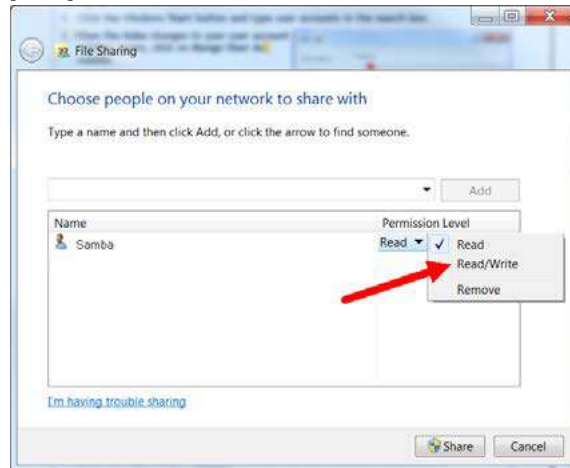 File Sharing
Choose people on your network to share with
Type a name and then click Add, or click the arrow to find someone.
Add
Name Permission Level
Samba Read ✓ Read
Read/Write
Remove
I'm having trouble sharing
Share Cancel